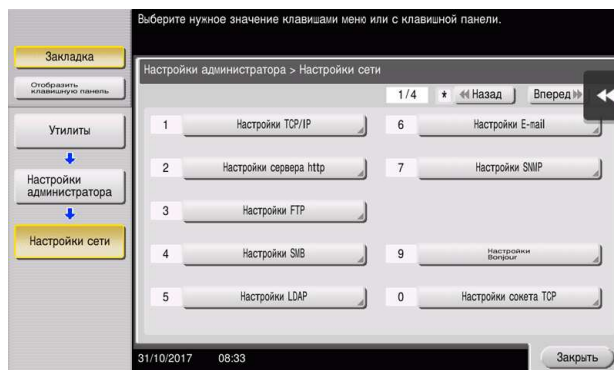 Выберите нужное значение клавишами меню или с клавишной панели.
Закладка
Отобразить
клавишную панель
Утилиты
Настройки
администратора
Настройки сети
Настройки администратора > Настройки сети
1/4
*
Назад
Вперед
1
Настройки TCP/IP
6
Настройки E-mail
2
Настройки сервера http
7
Настройки SNMP
3
Настройки FTP
4
Настройки SMB
9
Настройки
Bonjour
5
Настройки LDAP
0
Настройки сокета TCP
31/10/2017 08:33
Закрыть